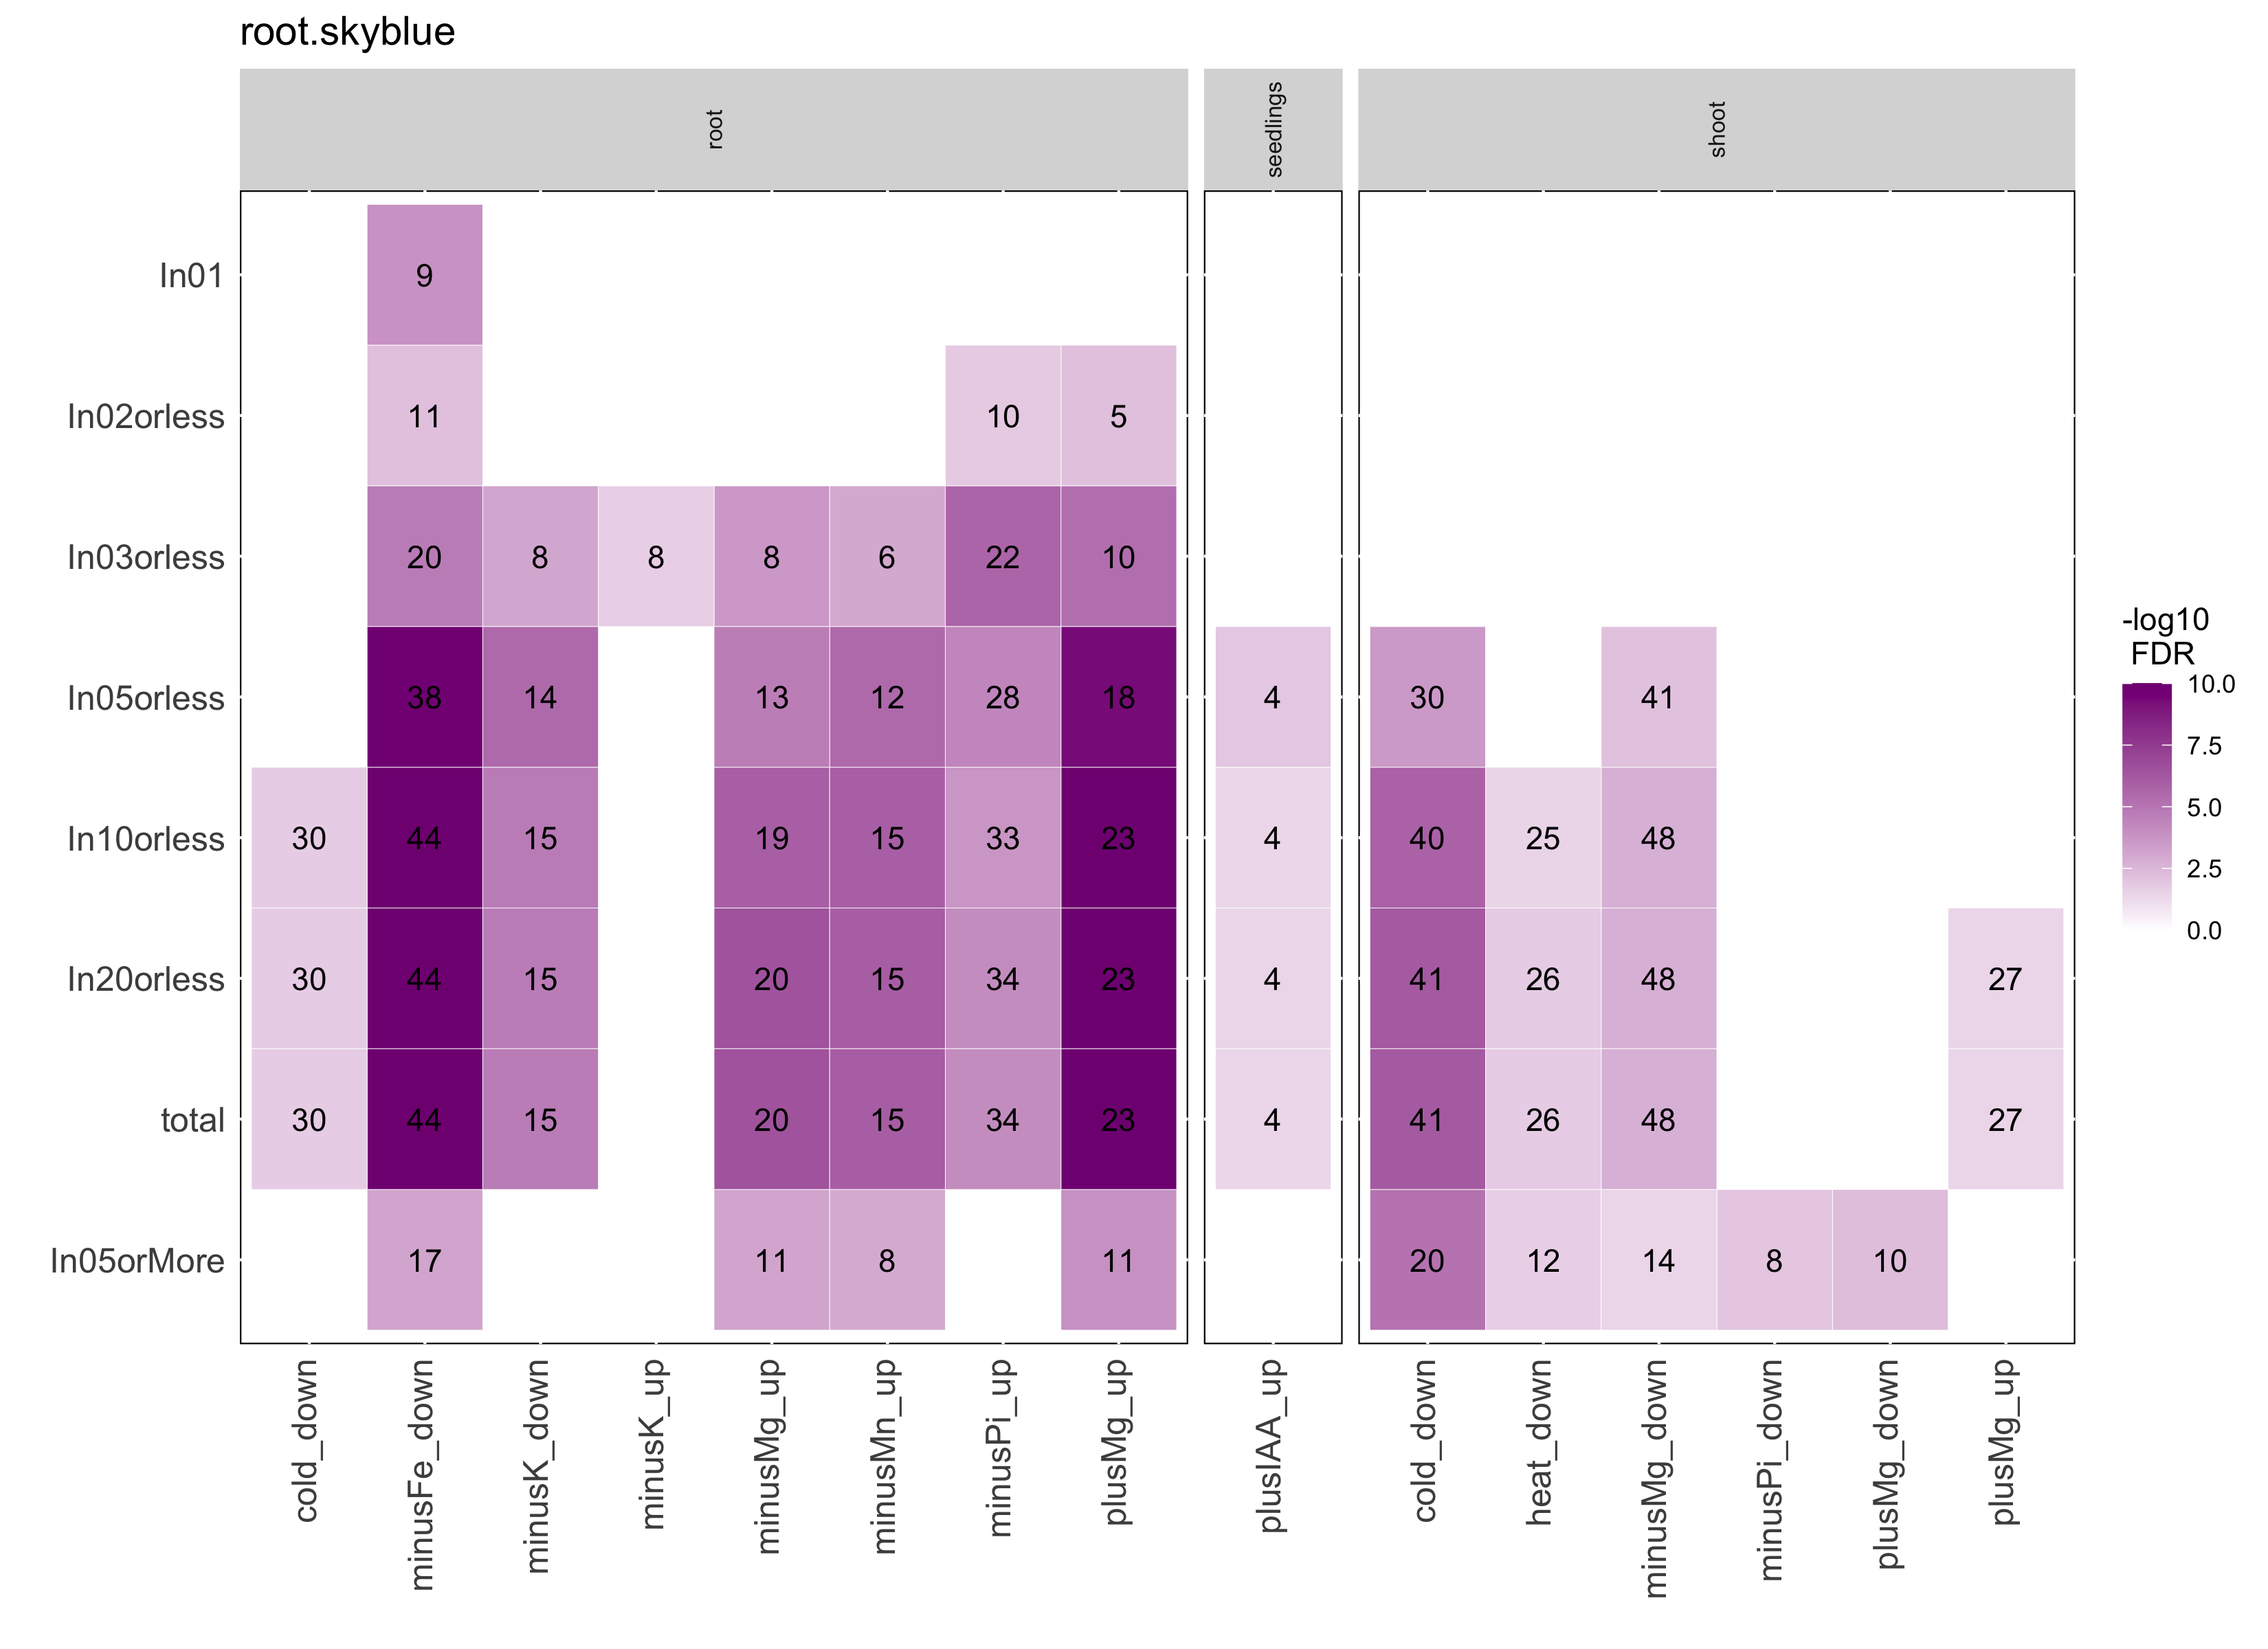 root.skyblue
root
seedlings
shoot
In01
9
In02orless
11 10 5
In03orless
20 8 8 8 6 22 10
In05orless
38 14 13 12 28 18 4 30 41
In10orless
30 44 15 19 15 33 23 4 40 25 48
In20orless
30 44 15 20 15 34 23 4 41 26 48 27
total
30 44 15 20 15 34 23 4 41 26 48 27
In05orMore
17 11 8 11 20 12 14 8 10
cold_down
minusFe_down
minusK_down
minusK_up
minusMg_up
minusMn_up
minusPi_up
plusMg_up
plusIAA_up
cold_down
heat_down
minusMg_down
minusPi_down
plusMg_down
plusMg_up
-log10
FDR
10.0
7.5
5.0
2.5
0.0